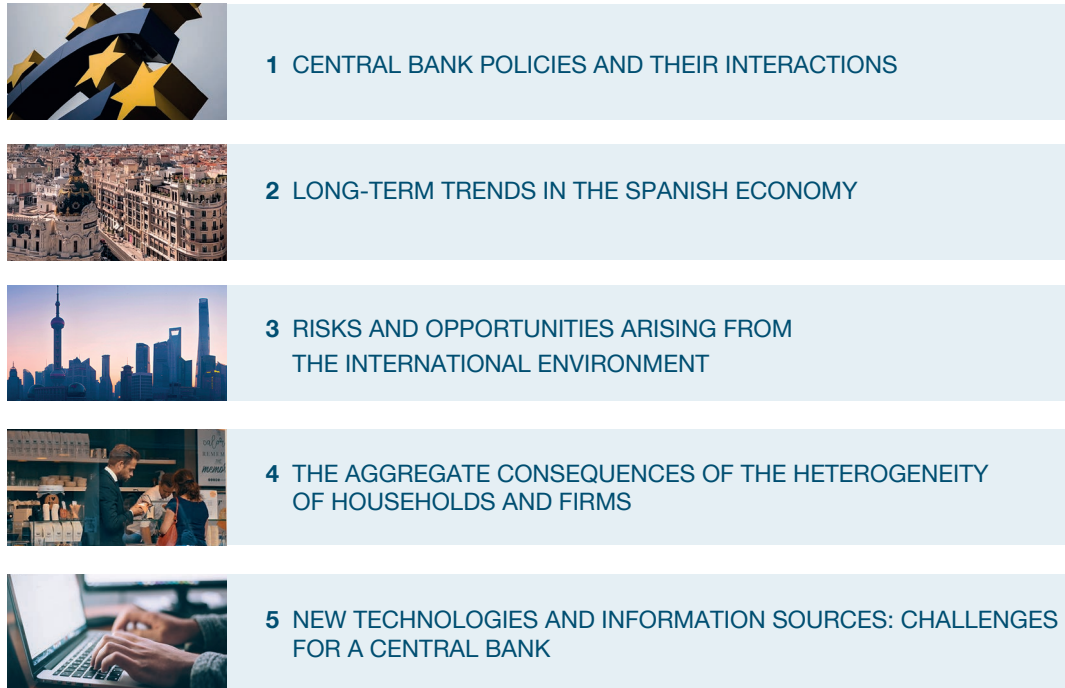 1 CENTRAL BANK POLICIES AND THEIR INTERACTIONS
2 LONG-TERM TRENDS IN THE SPANISH ECONOMY
3 RISKS AND OPPORTUNITIES ARISING FROM
THE INTERNATIONAL ENVIRONMENT
4 THE AGGREGATE CONSEQUENCES OF THE HETEROGENEITY
OF HOUSEHOLDS AND FIRMS
5 NEW TECHNOLOGIES AND INFORMATION SOURCES: CHALLENGES
FOR A CENTRAL BANK